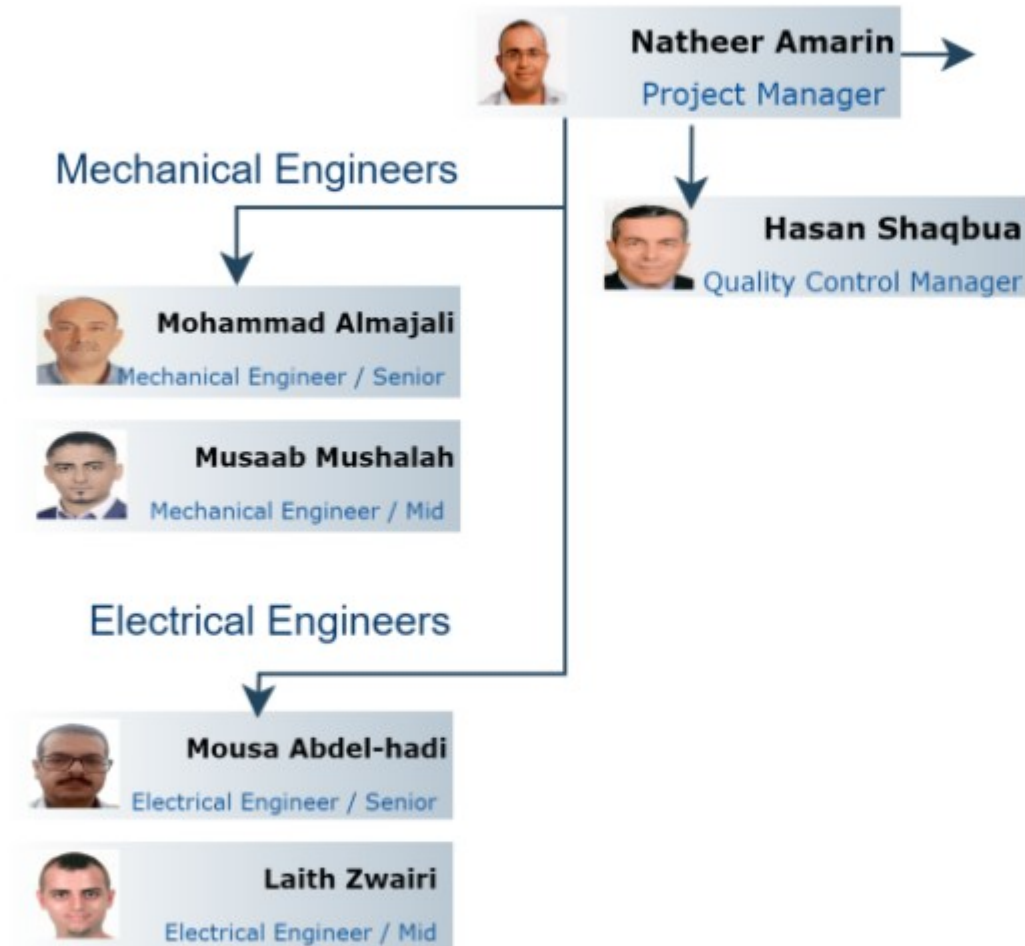 Natheer Amarin
Project Manager
Mechanical Engineers
Hasan Shaqbua
Quality Control Manager
Mohammad Almajali
Mechanical Engineer / Senior
Musaab Mushalah
Mechanical Engineer / Mid
Electrical Engineers
Mousa Abdel-hadi
Electrical Engineer / Senior
Laith Zwairi
Electrical Engineer / Mid